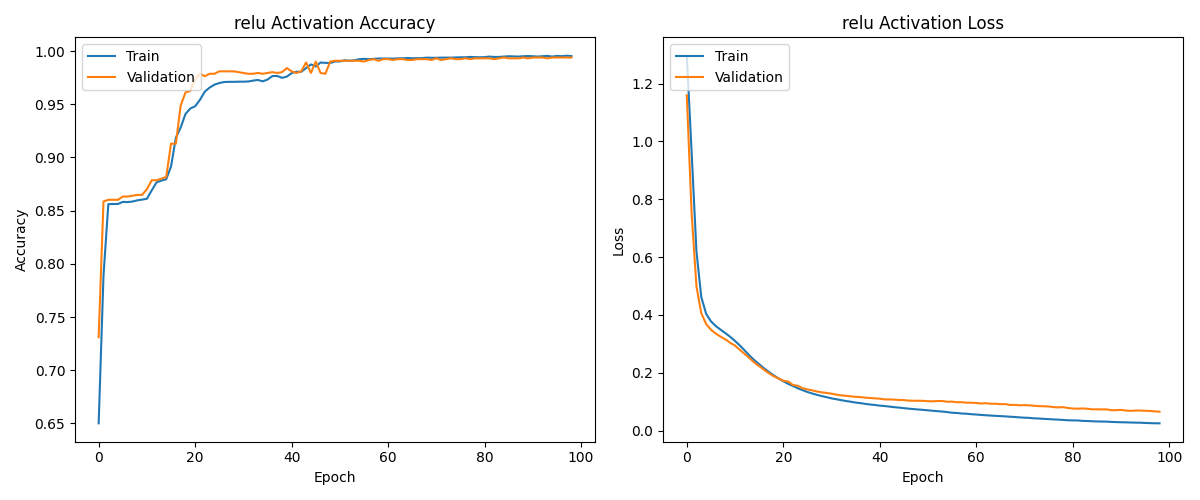 relu Activation Accuracy
Train
Validation
1.00
0.95
0.90
0.85
0.80
0.75
0.70
0.65
Accuracy
0 20 40 60 80 100
Epoch
relu Activation Loss
Train
Validation
1.2
1.0
0.8
0.6
0.4
0.2
0.0
Loss
0 20 40 60 80 100
Epoch